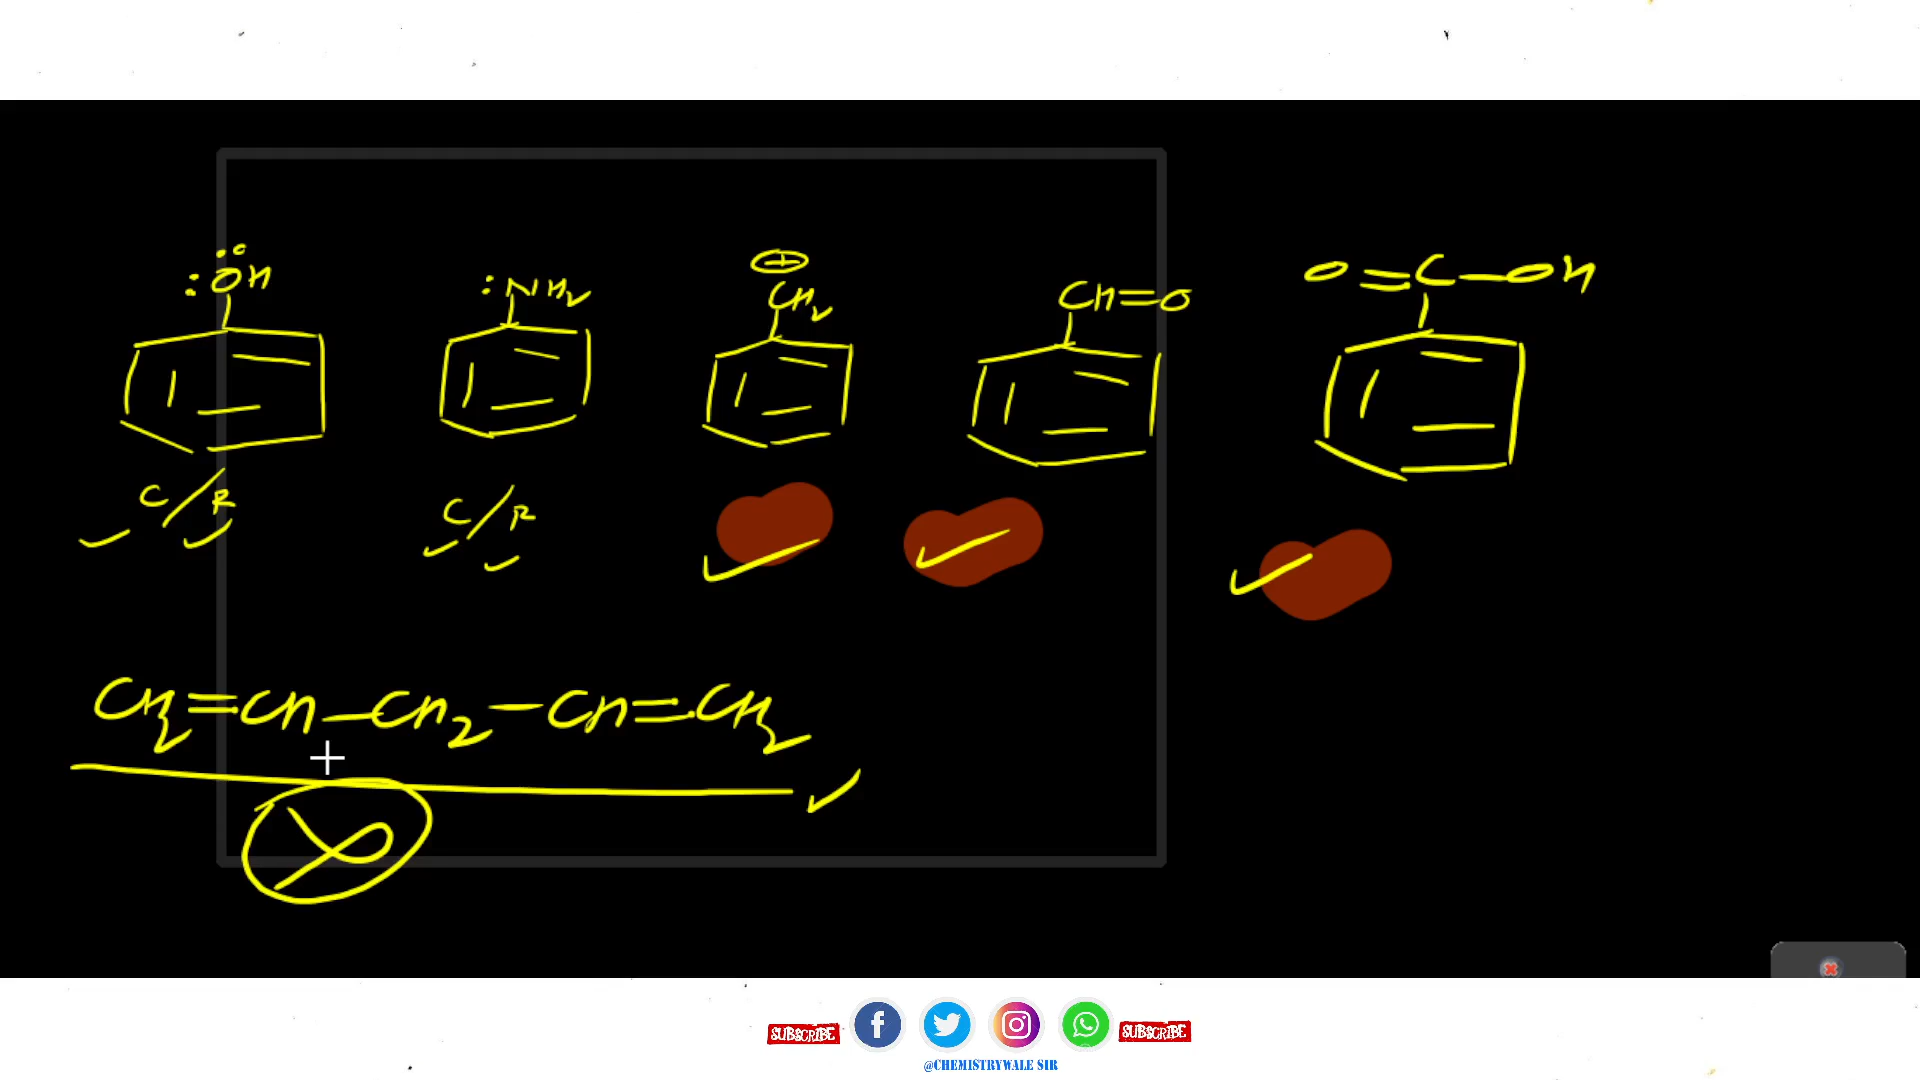 :ÖH
:NH2
⊕
CH2
CH=O
O=C—OH
C/R
C/R
CH2=CH—CH2—CH=CH2
SUBSCRIBE
SUBSCRIBE
@CHEMISTRYWALE SIR